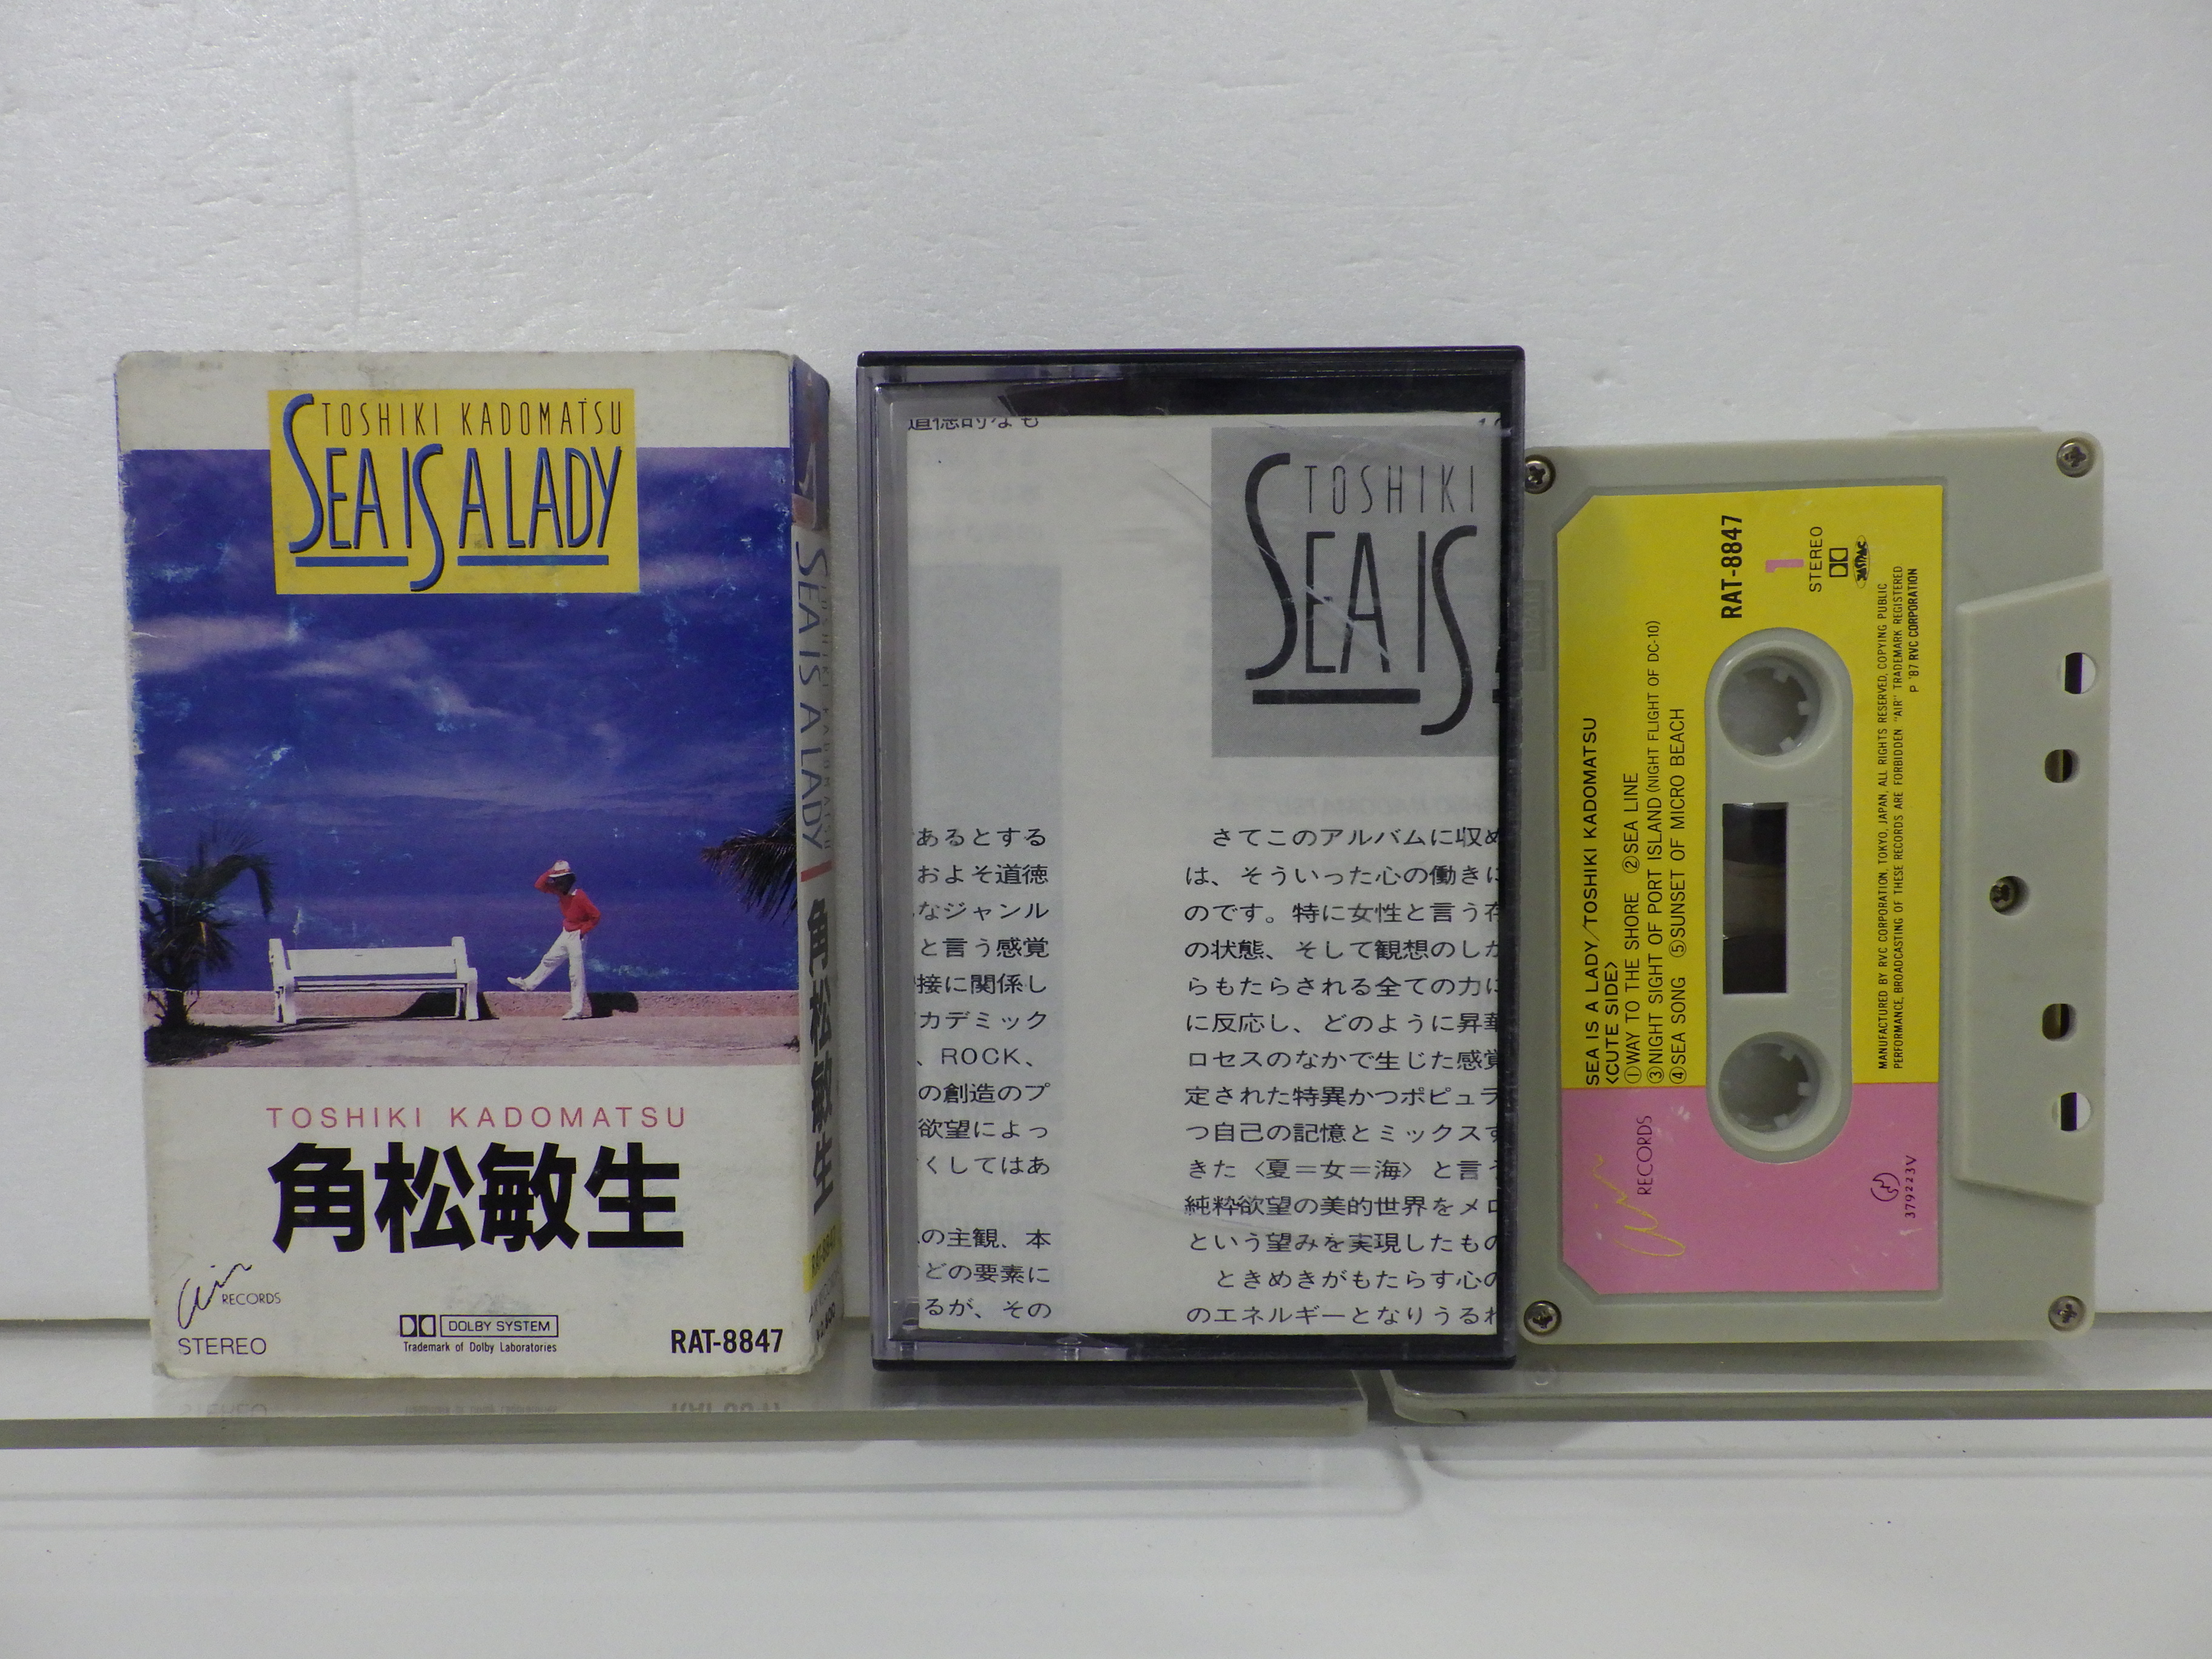 TOSHIKI KADOMATSU
SEA IS A LADY
TOSHIKI KADOMATSU
角松敏生
Air RECORDS
STEREO
DOLBY SYSTEM
Trademark of Dolby Laboratories
RAT-8847
TOSHIKI KADOMATSU
SEA IS A LADY
角松敏生
RAT-8847
道徳的なも
あるとする
およそ道徳
なジャンル
と言う感覚
接に関係し
カデミック
、ROCK、
の創造のプ
欲望によっ
くしてはあ
の主観、本
どの要素に
るが、その
TOSHIKI
SEA IS
さてこのアルバムに収め
は、そういった心の働きに
のです。特に女性と言う存
の状態、そして観想のしか
らもたらされる全ての力に
に反応し、どのように昇華
ロセスのなかで生じた感覚
定された特異かつポピュラ
つ自己の記憶とミックスす
きた〈夏＝女＝海〉と言う
純粋欲望の美的世界をメロ
という望みを実現したもの
ときめきがもたらす心の
のエネルギーとなりうるれ
SEA IS A LADY/TOSHIKI KADOMATSU
<CUTE SIDE>
①WAY TO THE SHORE ②SEA LINE
③NIGHT SIGHT OF PORT ISLAND (NIGHT FLIGHT OF DC-10)
④SEA SONG ⑤SUNSET OF MICRO BEACH
RAT-8847
1
STEREO
JASRAC
MANUFACTURED BY RVC CORPORATION, TOKYO, JAPAN, ALL RIGHTS RESERVED, COPYING PUBLIC
PERFORMANCE, BROADCASTING OF THESE RECORDS ARE FORBIDDEN "AIR" TRADEMARK REGISTERED
P '87 RVC CORPORATION
Air RECORDS
379223V